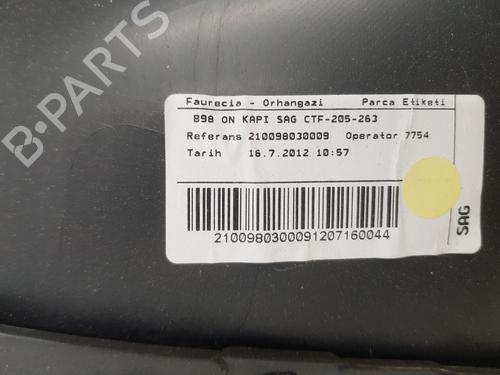 B-Parts
Faurecia - Orhangazi Parca Etiketi
B98 ON KAPI SAG CTF-205-263
Referans 210098030009 Operator 7754
Tarih 16.7.2012 10:57
2100980300091207160044
SAG